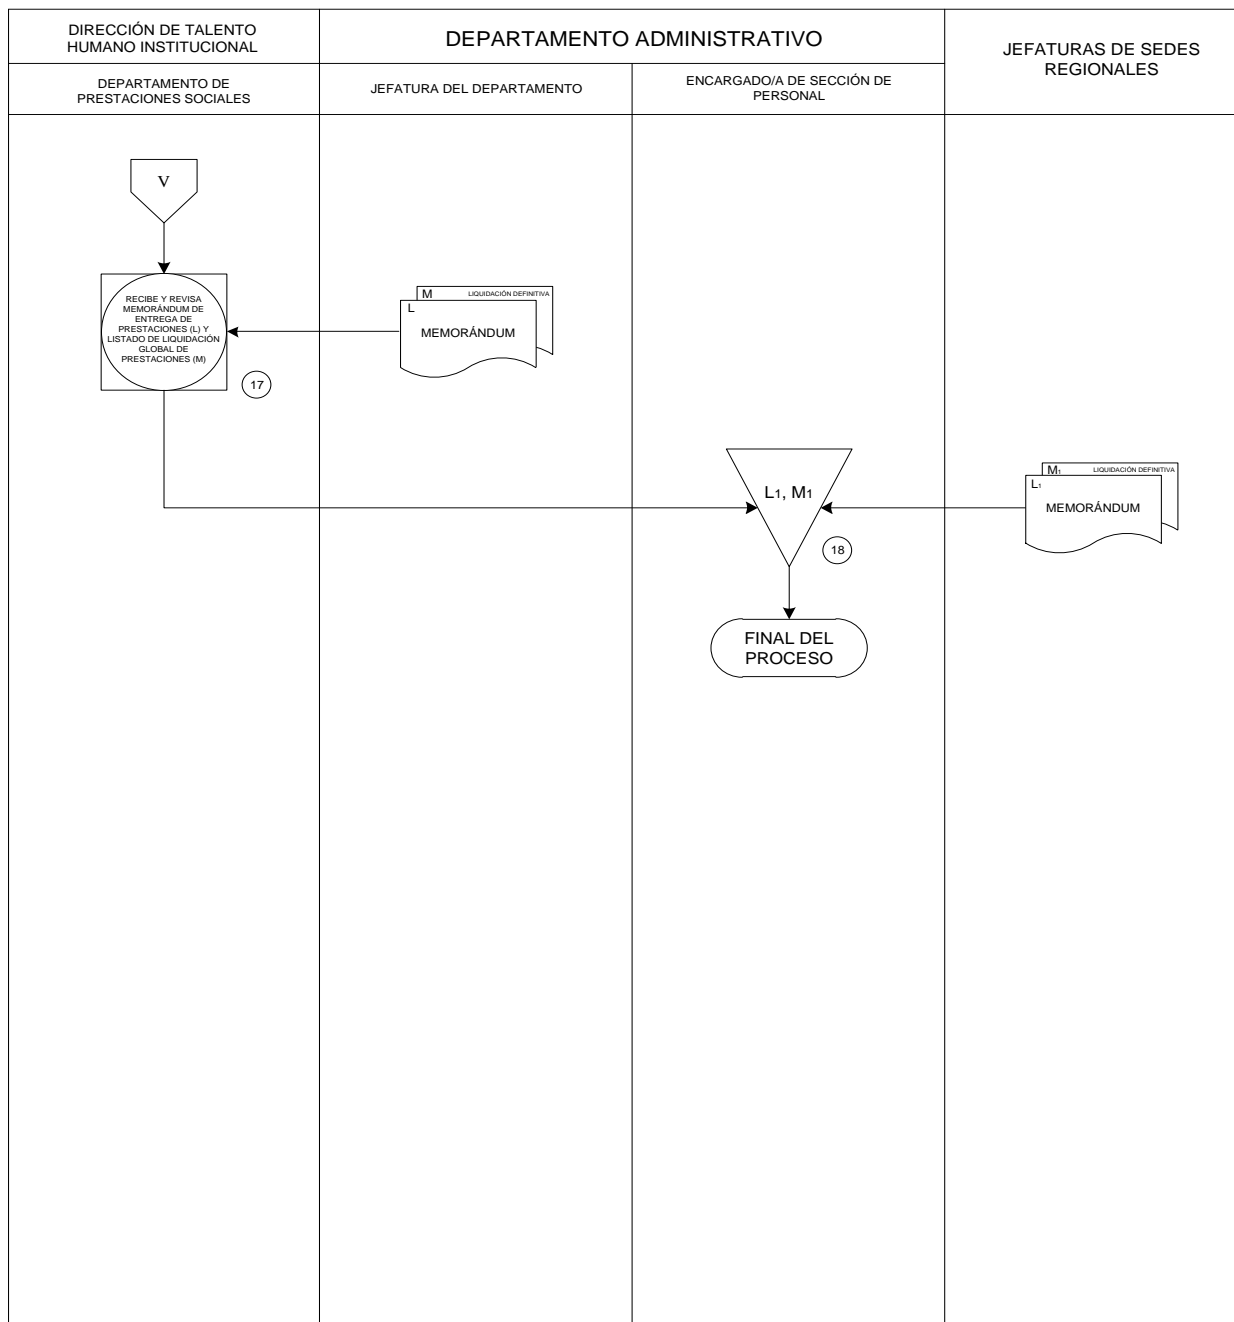 DIRECCIÓN DE TALENTO
HUMANO INSTITUCIONAL
DEPARTAMENTO ADMINISTRATIVO
JEFATURAS DE SEDES
REGIONALES
DEPARTAMENTO DE
PRESTACIONES SOCIALES
JEFATURA DEL DEPARTAMENTO
ENCARGADO/A DE SECCIÓN DE
PERSONAL
V
RECIBE Y REVISA
MEMORÁNDUM DE
ENTREGA DE
PRESTACIONES (L) Y
LISTADO DE LIQUIDACIÓN
GLOBAL DE
PRESTACIONES (M)
17
M LIQUIDACIÓN DEFINITIVA
L
MEMORÁNDUM
L1, M1
18
M1 LIQUIDACIÓN DEFINITIVA
L1
MEMORÁNDUM
FINAL DEL
PROCESO